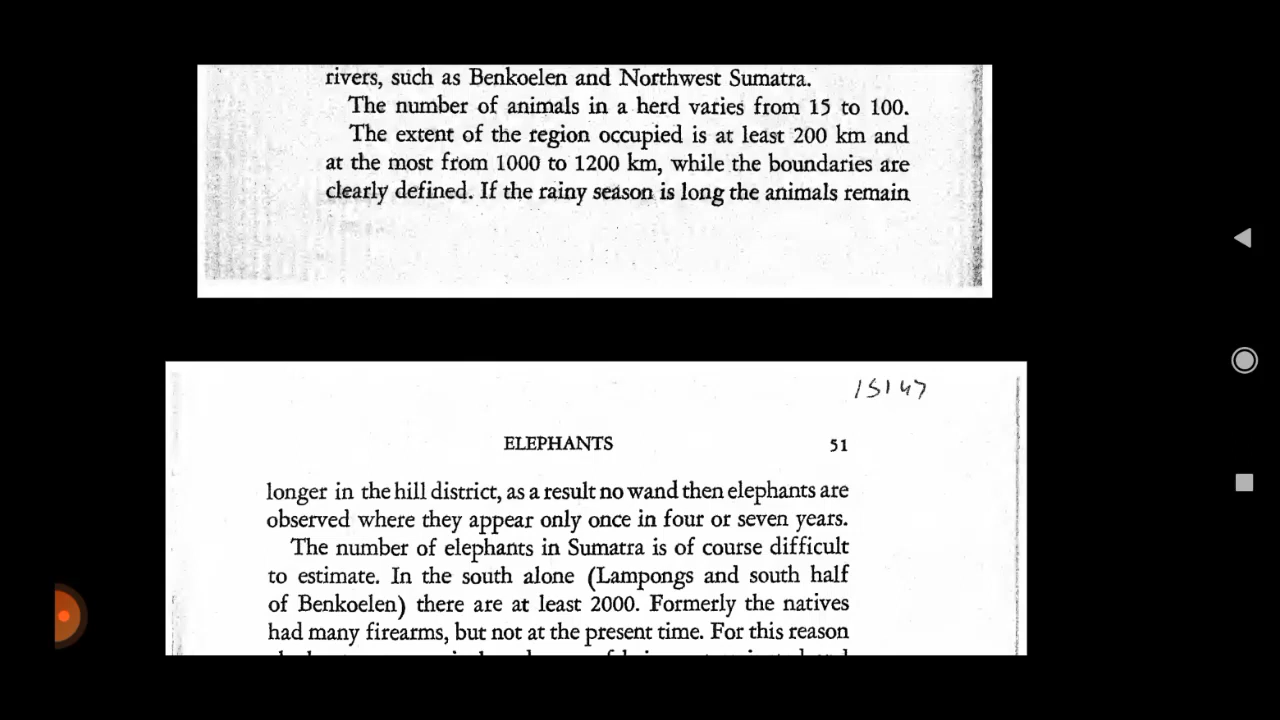 rivers, such as Benkoelen and Northwest Sumatra.
The number of animals in a herd varies from 15 to 100.
The extent of the region occupied is at least 200 km and
at the most from 1000 to 1200 km, while the boundaries are
clearly defined. If the rainy season is long the animals remain
15147
ELEPHANTS 51
longer in the hill district, as a result no wand then elephants are
observed where they appear only once in four or seven years.
The number of elephants in Sumatra is of course difficult
to estimate. In the south alone (Lampongs and south half
of Benkoelen) there are at least 2000. Formerly the natives
had many firearms, but not at the present time. For this reason